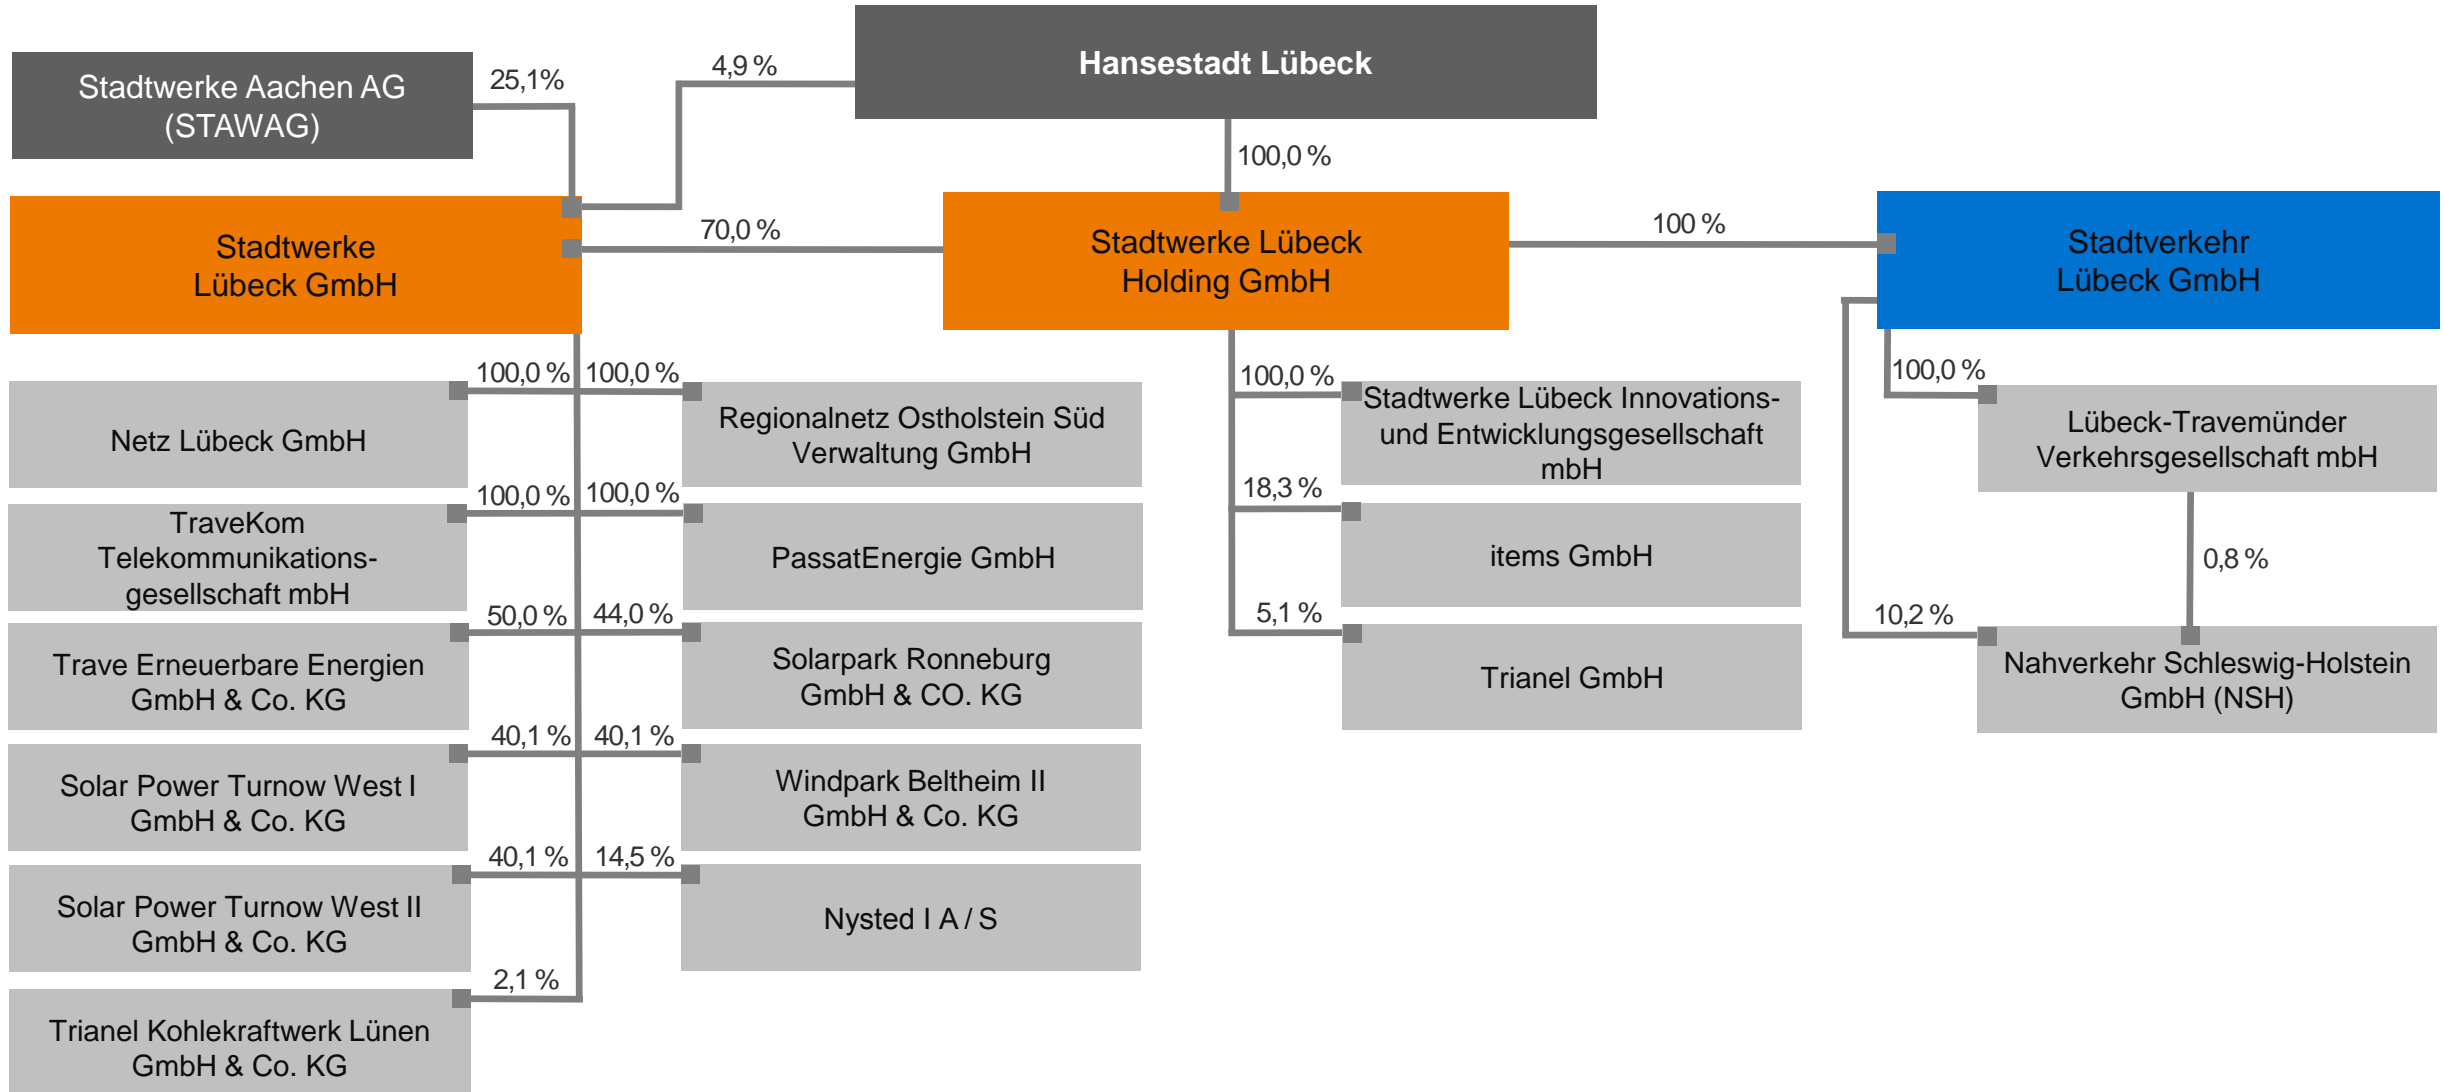 Hansestadt Lübeck
Stadtwerke Aachen AG
(STAWAG)
25,1%
4,9 %
100,0 %
Stadtwerke
Lübeck GmbH
70,0 %
Stadtwerke Lübeck
Holding GmbH
100 %
Stadtverkehr
Lübeck GmbH
100,0 %
100,0 %
Netz Lübeck GmbH
Regionalnetz Ostholstein Süd
Verwaltung GmbH
100,0 %
100,0 %
TraveKom
Telekommunikations-
gesellschaft mbH
PassatEnergie GmbH
50,0 %
44,0 %
Trave Erneuerbare Energien
GmbH & Co. KG
Solarpark Ronneburg
GmbH & CO. KG
40,1 %
40,1 %
Solar Power Turnow West I
GmbH & Co. KG
Windpark Beltheim II
GmbH & Co. KG
40,1 %
14,5 %
Solar Power Turnow West II
GmbH & Co. KG
Nysted I A / S
2,1 %
Trianel Kohlekraftwerk Lünen
GmbH & Co. KG
100,0 %
Stadtwerke Lübeck Innovations-
und Entwicklungsgesellschaft
mbH
18,3 %
items GmbH
5,1 %
Trianel GmbH
100,0 %
Lübeck-Travemünder
Verkehrsgesellschaft mbH
0,8 %
10,2 %
Nahverkehr Schleswig-Holstein
GmbH (NSH)